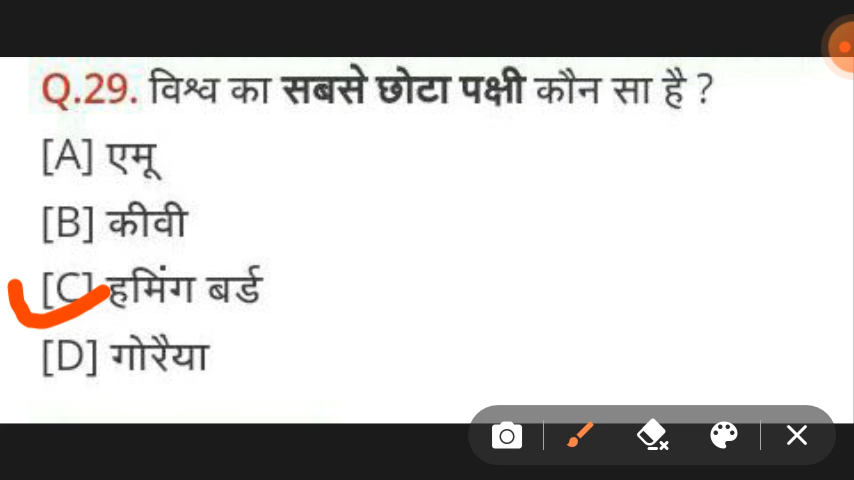 Q.29. विश्व का सबसे छोटा पक्षी कौन सा है ?
[A] एमू
[B] कीवी
[C] हमिंग बर्ड
[D] गोरैया